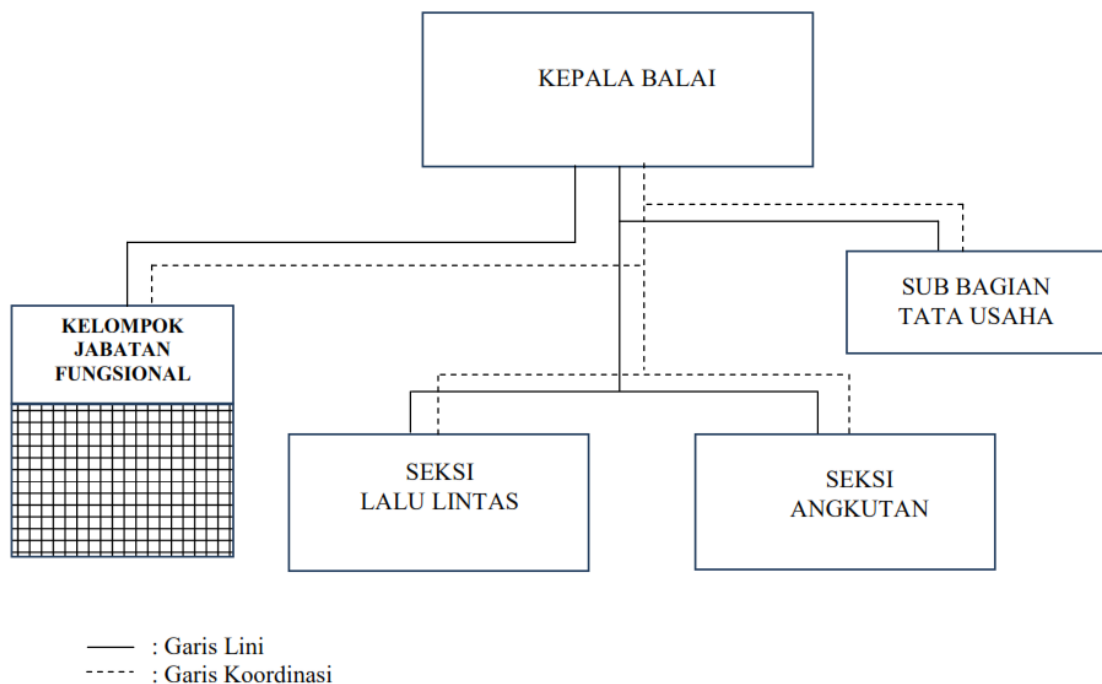 KEPALA BALAI
SUB BAGIAN
TATA USAHA
KELOMPOK
JABATAN
FUNGSIONAL
SEKSI
LALU LINTAS
SEKSI
ANGKUTAN
: Garis Lini
: Garis Koordinasi